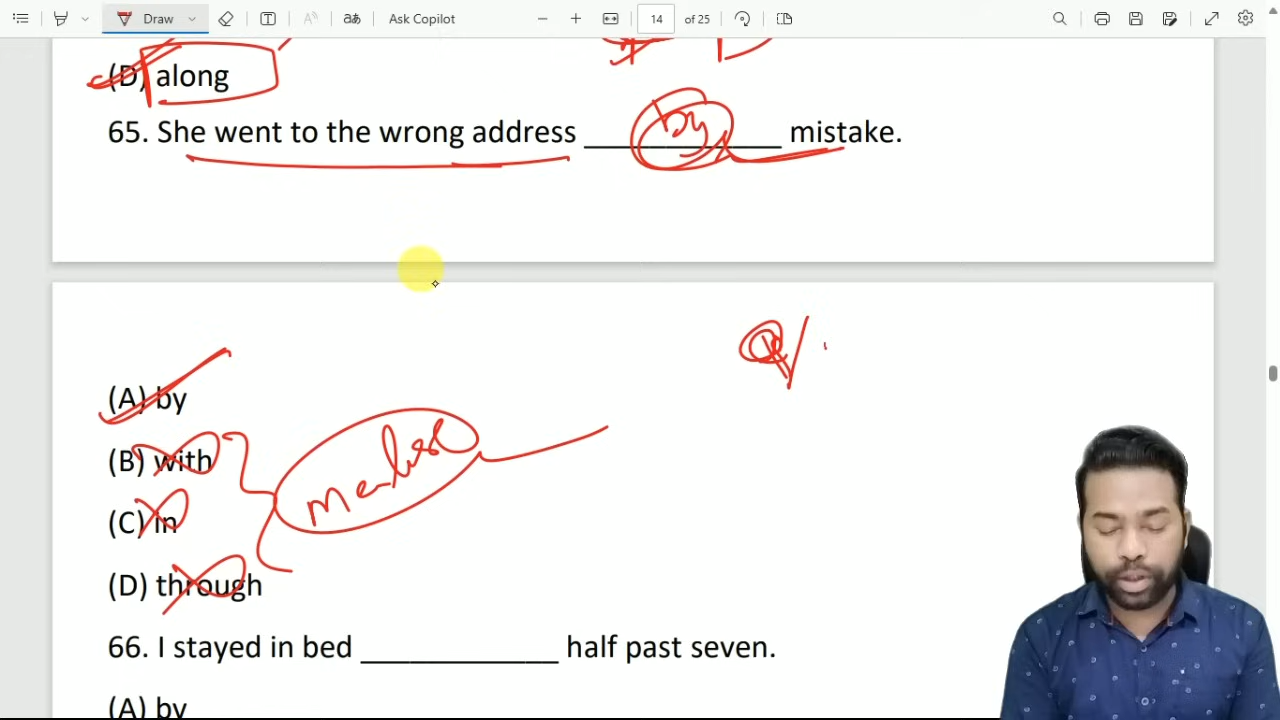 Draw
Ask Copilot
14 of 25
(D) along
65. She went to the wrong address ____________ mistake.
by
(A) by
(B) with
(C) in
(D) through
66. I stayed in bed ____________ half past seven.
(A) by